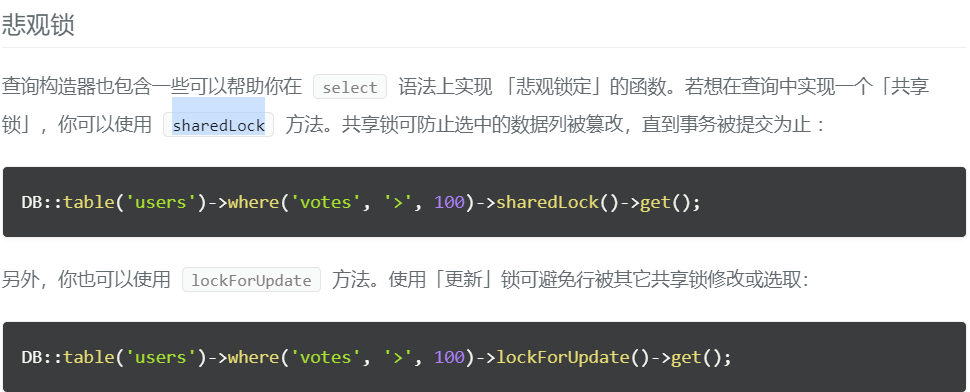 悲观锁
查询构造器也包含一些可以帮助你在 select 语法上实现 「悲观锁定」的函数。若想在查询中实现一个「共享
锁」，你可以使用 sharedLock 方法。共享锁可防止选中的数据列被篡改，直到事务被提交为止 ：
DB::table('users')->where('votes', '>', 100)->sharedLock()->get();
另外，你也可以使用 lockForUpdate 方法。使用「更新」锁可避免行被其它共享锁修改或选取：
DB::table('users')->where('votes', '>', 100)->lockForUpdate()->get();